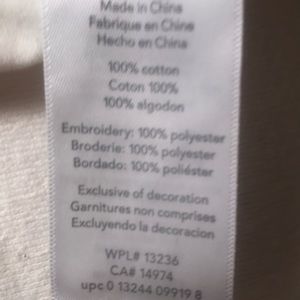 Made in China
Fabrique en China
Hecho en China
100% cotton
Coton 100%
100% algodon
Embroidery: 100% polyester
Broderie: 100% polyester
Bordado: 100% poliéster
Exclusive of decoration
Garnitures non comprises
Excluyendo la decoracion
WPL# 13236
CA# 14974
upc 0 13244 09919 8